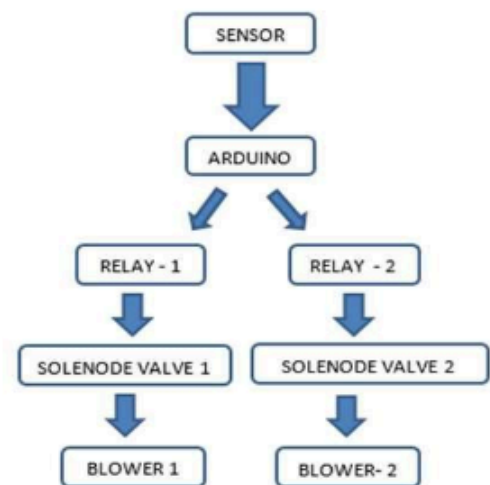 SENSOR
ARDUINO
RELAY - 1
RELAY - 2
SOLENODE VALVE 1
SOLENODE VALVE 2
BLOWER 1
BLOWER- 2